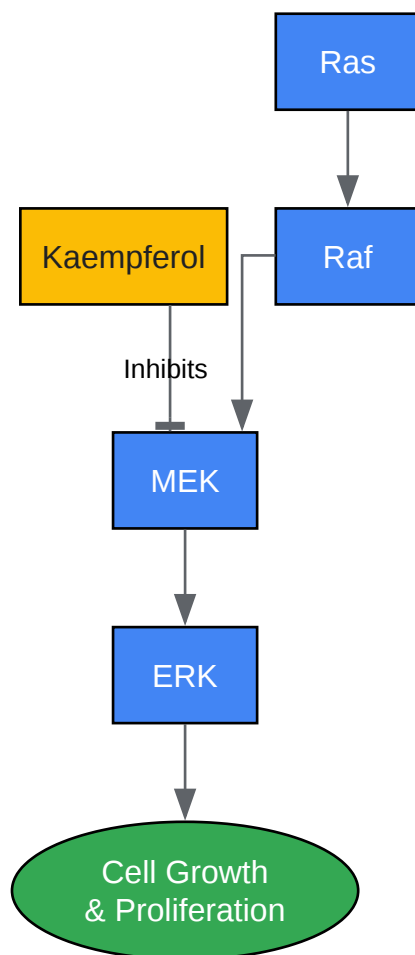 Ras
Kaempferol
Raf
Inhibits
MEK
ERK
Cell Growth
& Proliferation